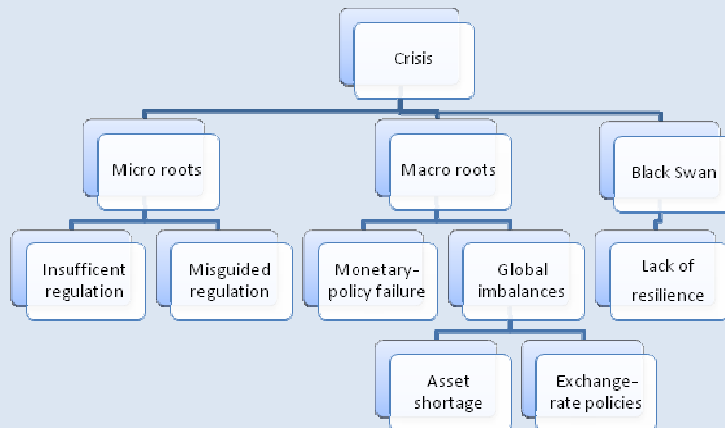 Crisis
Micro roots
Macro roots
Black Swan
Insufficent
regulation
Misguided
regulation
Monetary-
policy failure
Global
imbalances
Lack of
resilience
Asset
shortage
Exchange-
rate policies